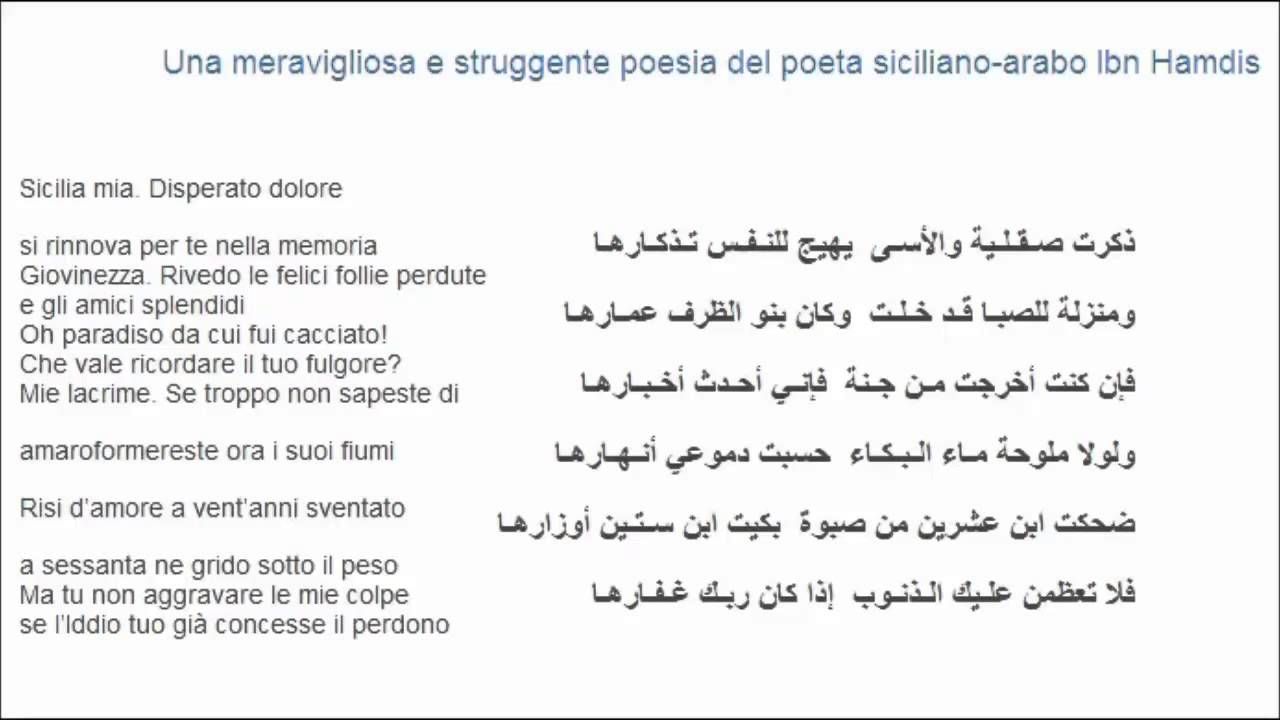 Una meravigliosa e struggente poesia del poeta siciliano-arabo Ibn Hamdis
Sicilia mia. Disperato dolore
si rinnova per te nella memoria
Giovinezza. Rivedo le felici follie perdute
e gli amici splendidi
Oh paradiso da cui fui cacciato!
Che vale ricordare il tuo fulgore?
Mie lacrime. Se troppo non sapeste di
amaroformereste ora i suoi fiumi
Risi d'amore a vent'anni sventato
a sessanta ne grido sotto il peso
Ma tu non aggravare le mie colpe
se l'Iddio tuo già concesse il perdono
ذكرت صقلية والأسى يهيج للنفس تذكارها
ومنزلة للصبا قد خلت وكان بنو الظرف عمارها
فإن كنت أخرجت من جنة فإني أحدث أخبارها
ولولا ملوحة ماء البكاء حسبت دموعي أنهارها
ضحكت ابن عشرين من صبوة بكيت ابن ستين أوزارها
فلا تعظمن عليك الذنوب إذا كان ربك غفارها